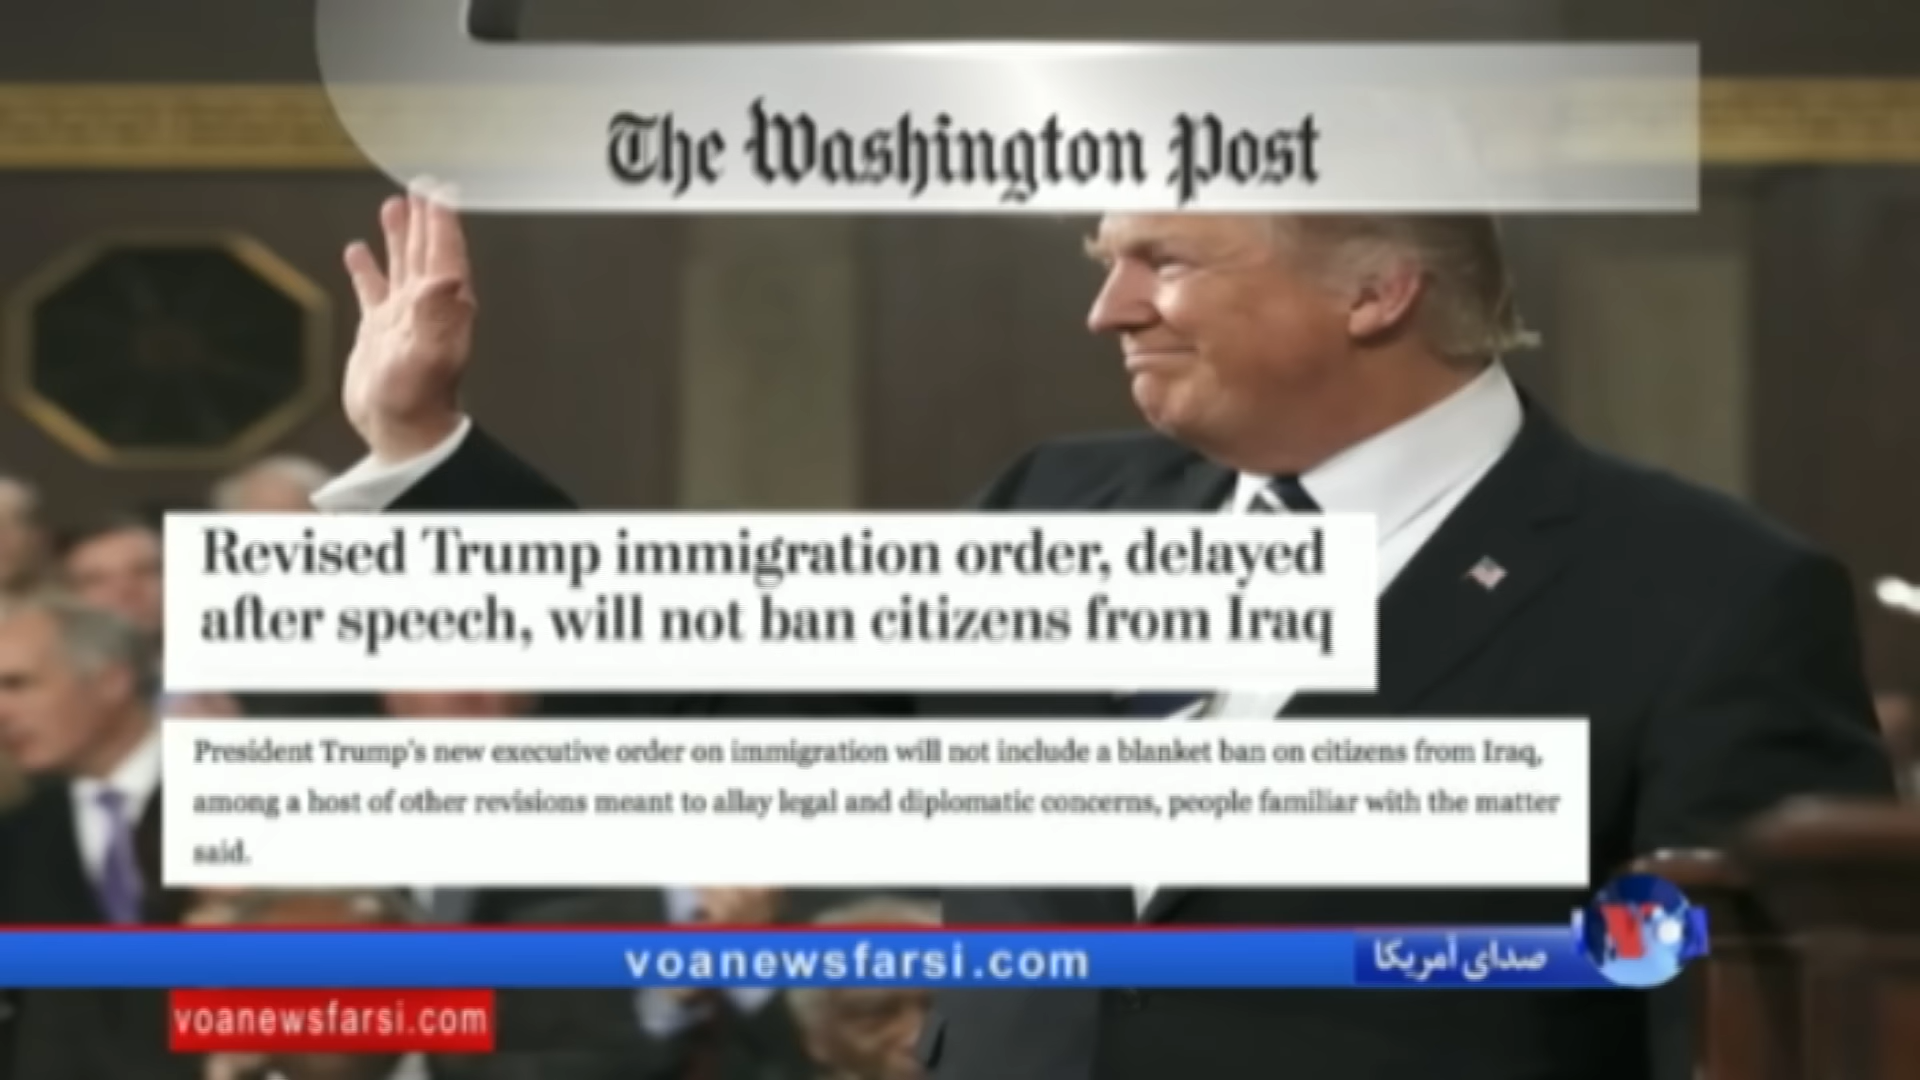 The Washington Post
Revised Trump immigration order, delayed
after speech, will not ban citizens from Iraq
President Trump's new executive order on immigration will not include a blanket ban on citizens from Iraq,
among a host of other revisions meant to allay legal and diplomatic concerns, people familiar with the matter
said.
voanewsfarsi.com
صدای آمریکا
VOA
voanewsfarsi.com